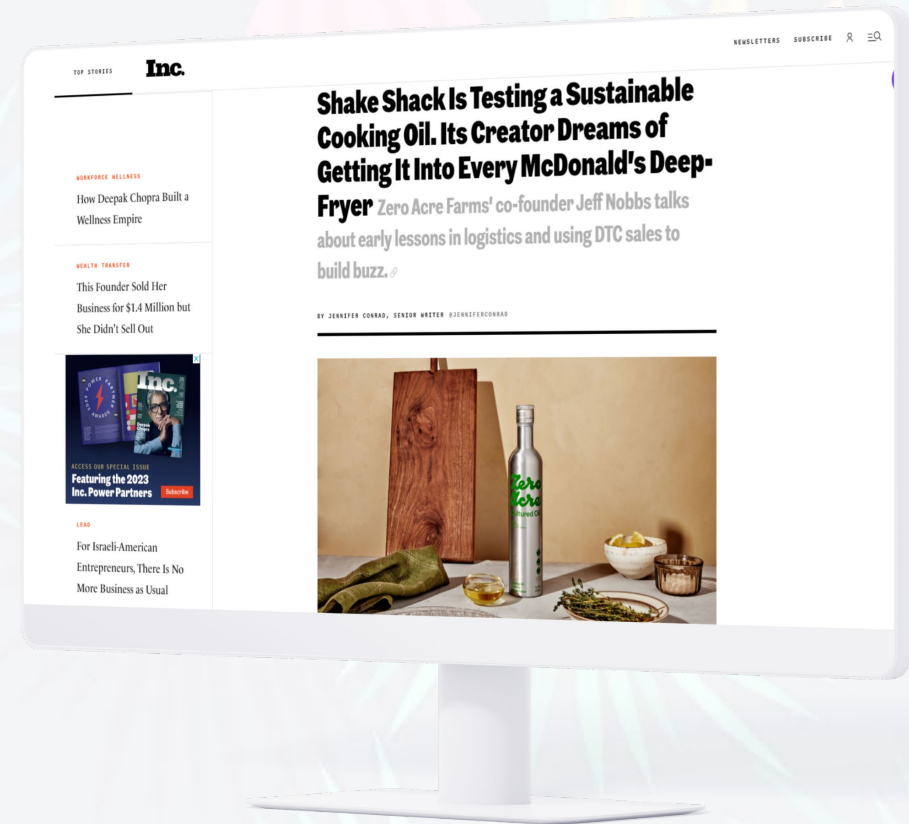 TOP STORIES
Inc.
NEWSLETTERS SUBSCRIBE
WORKFORCE WELLNESS
How Deepak Chopra Built a
Wellness Empire
WEALTH TRANSFER
This Founder Sold Her
Business for $1.4 Million but
She Didn't Sell Out
Inc.
Deepak
Chopra
ACCESS OUR SPECIAL ISSUE
Featuring the 2023
Inc. Power Partners
Subscribe
LEAD
For Israeli-American
Entrepreneurs, There Is No
More Business as Usual
Shake Shack Is Testing a Sustainable
Cooking Oil. Its Creator Dreams of
Getting It Into Every McDonald's Deep-
Fryer Zero Acre Farms' co-founder Jeff Nobbs talks
about early lessons in logistics and using DTC sales to
build buzz.
BY JENNIFER CONRAD, SENIOR WRITER @JENNIFERCONRAD
Zero
Acre